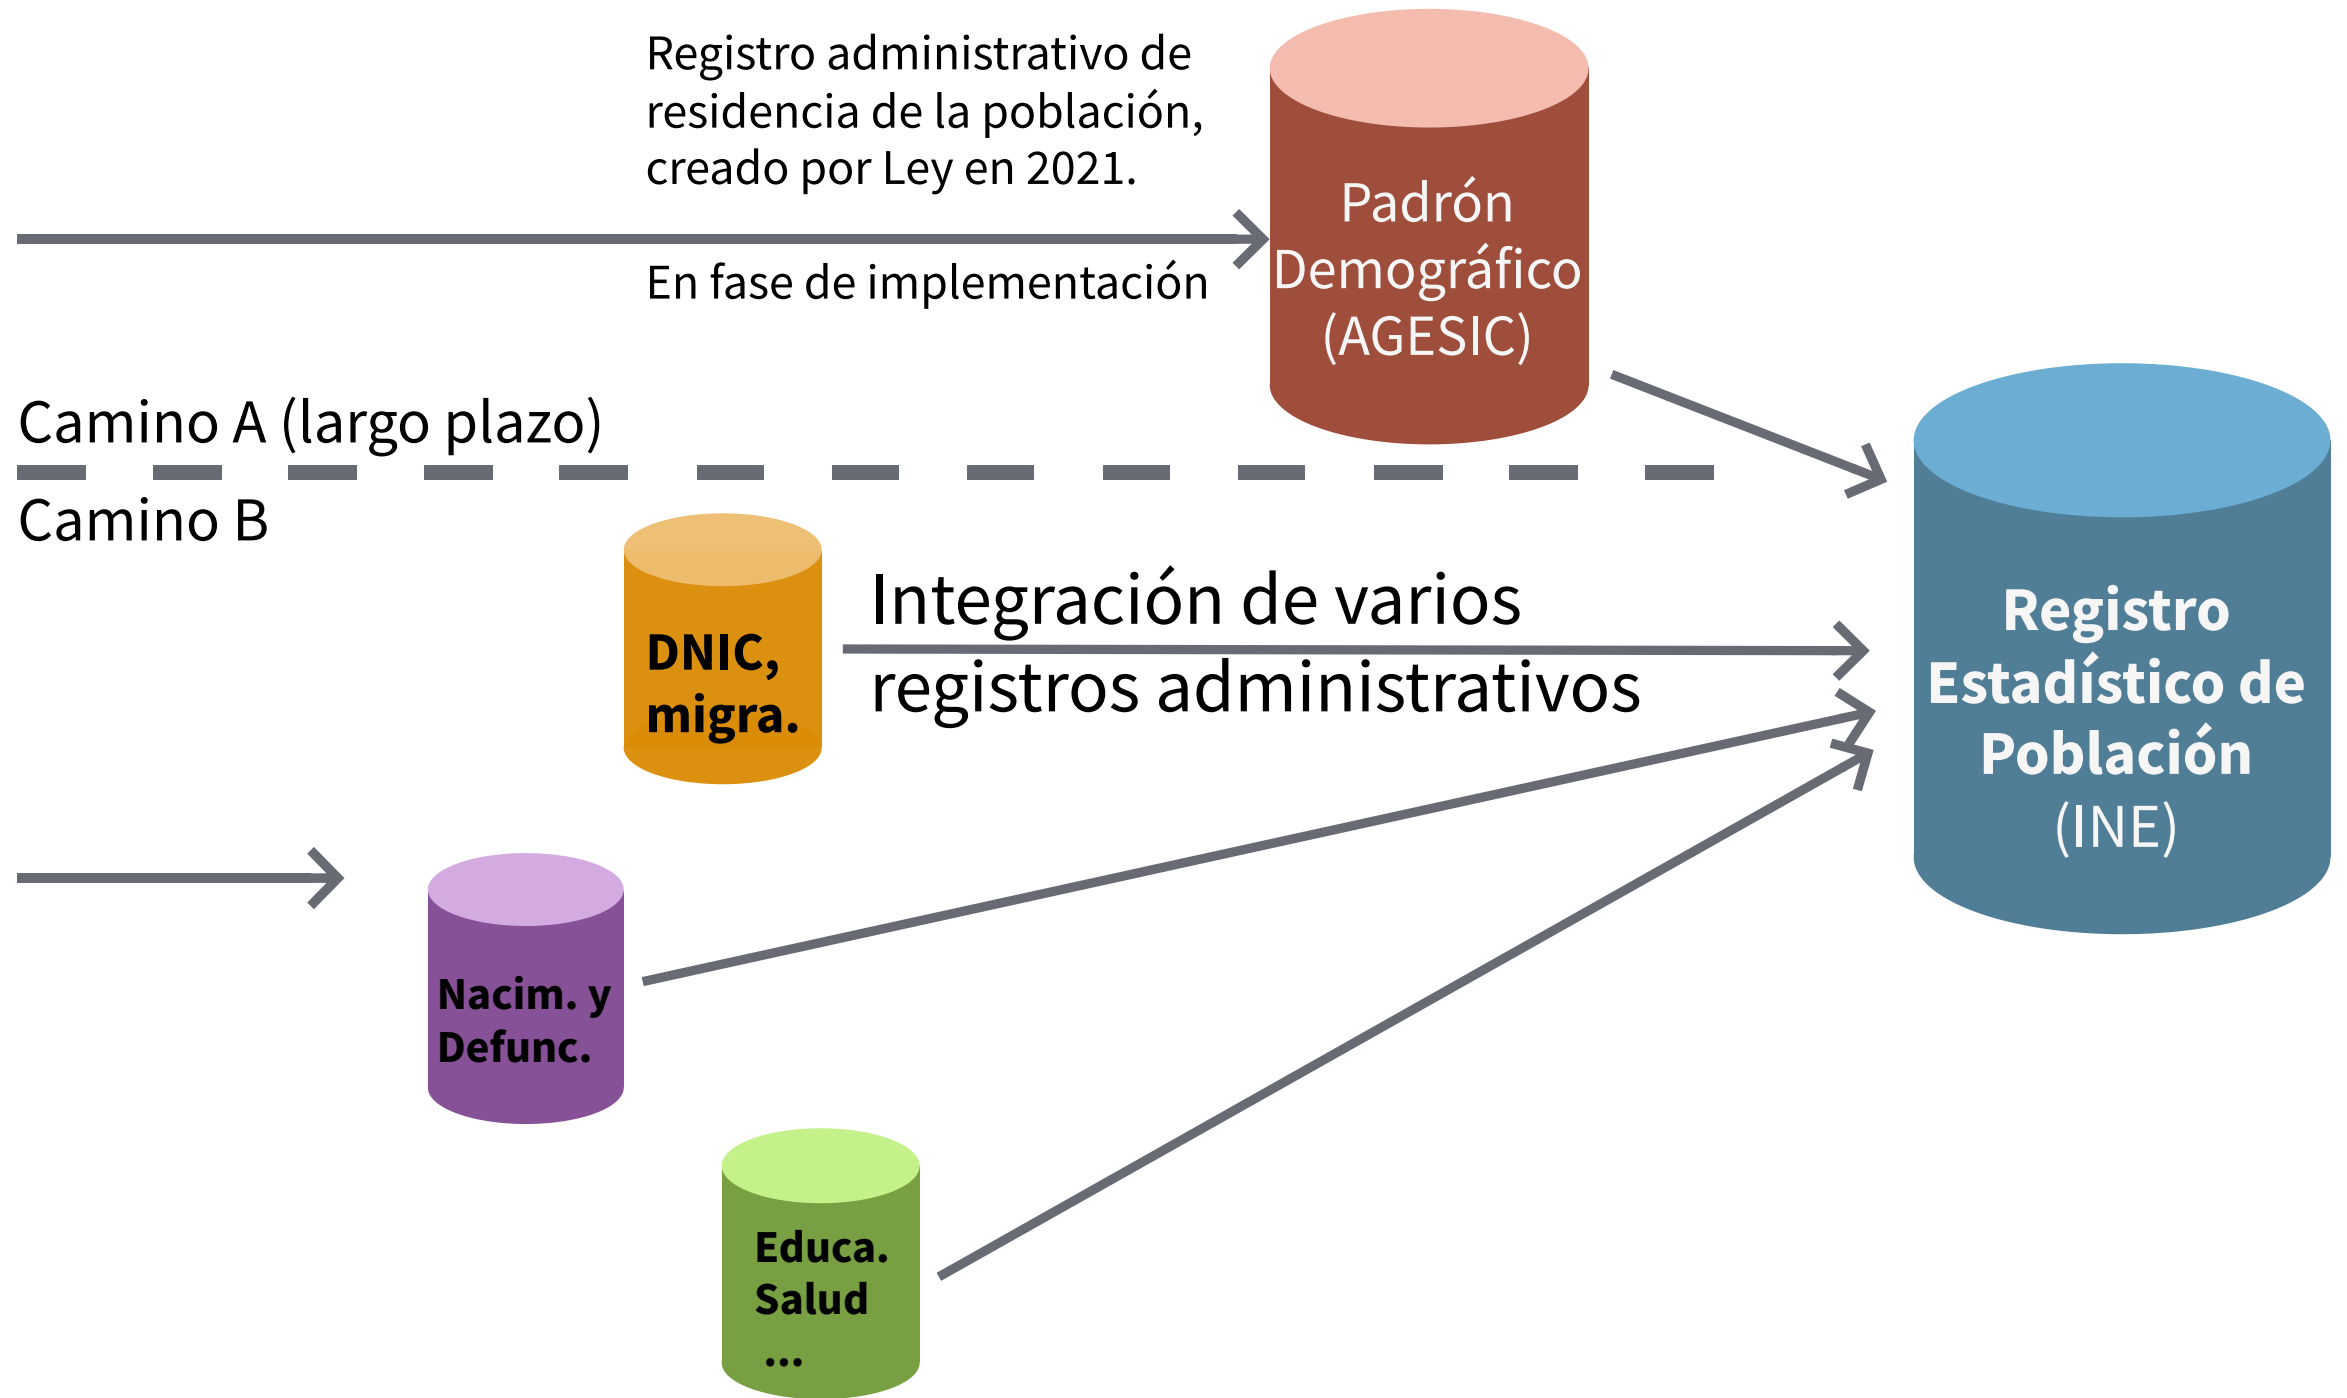 Registro administrativo de
residencia de la población,
creado por Ley en 2021.
En fase de implementación
Padrón
Demográfico
(AGESIC)
Camino A (largo plazo)
Camino B
DNIC,
migra.
Integración de varios
registros administrativos
Registro
Estadístico de
Población
(INE)
Nacim. y
Defunc.
Educa.
Salud
...